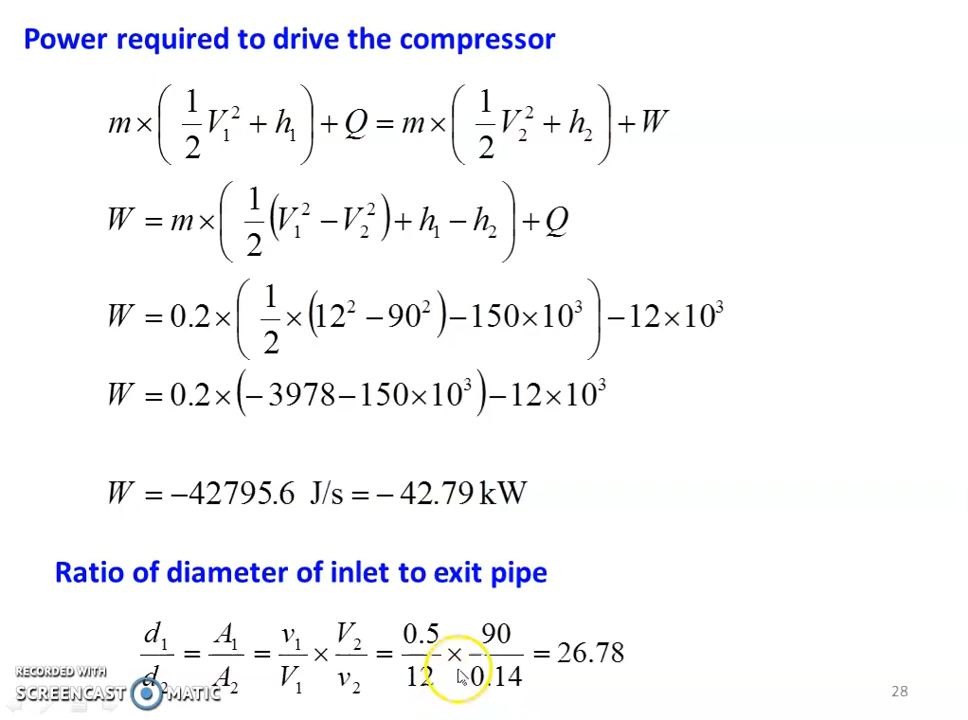 Power required to drive the compressor
m × ( 1/2 V₁² + h₁ ) + Q = m × ( 1/2 V₂² + h₂ ) + W
W = m × ( 1/2 (V₁² − V₂²) + h₁ − h₂ ) + Q
W = 0.2 × ( 1/2 × (12² − 90²) − 150 × 10³ ) − 12 × 10³
W = 0.2 × (− 3978 − 150 × 10³) − 12 × 10³
W = −42795.6 J/s = − 42.79 kW
Ratio of diameter of inlet to exit pipe
d₁/d₂ = A₁/A₂ = v₁/V₁ × V₂/v₂ = 0.5/12 × 90/0.14 = 26.78
RECORDED WITH
SCREENCAST MATIC
28